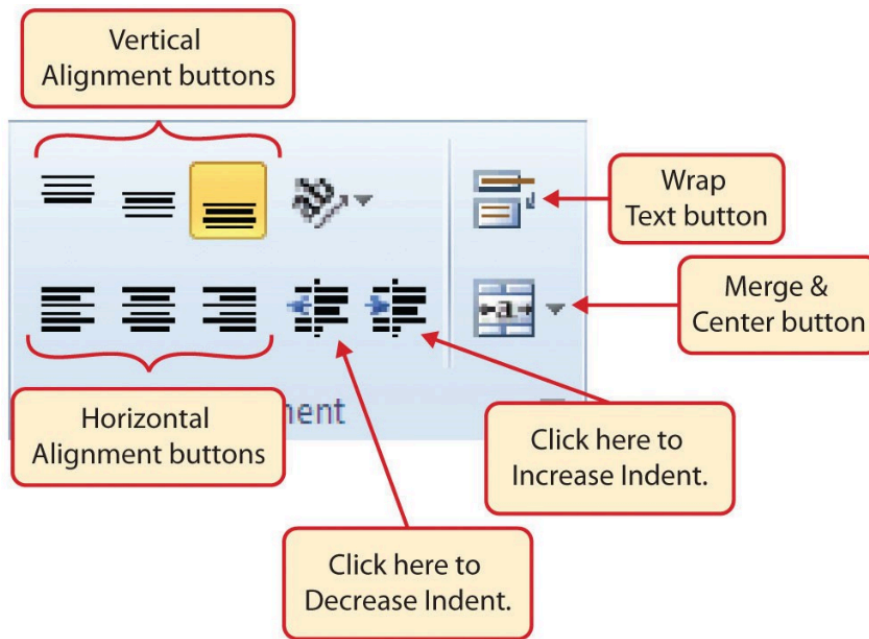 Vertical
Alignment buttons
Wrap
Text button
a
Merge &
Center button
Horizontal
Alignment buttons
ment
Click here to
Increase Indent.
Click here to
Decrease Indent.